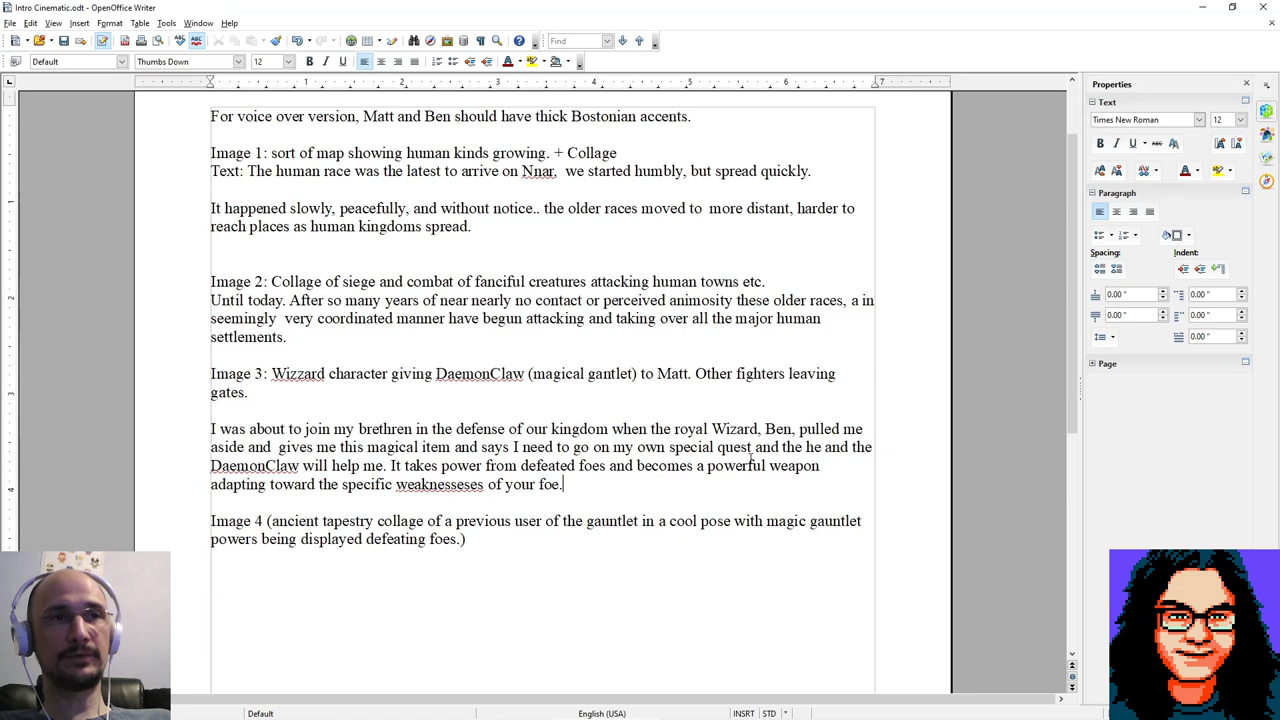 Intro Cinematic.odt - OpenOffice Writer
File Edit View Insert Format Table Tools Window Help
Find
Default Thumbs Down 12 B I U
1 2 3 4 5 6 7
For voice over version, Matt and Ben should have thick Bostonian accents.
Image 1: sort of map showing human kinds growing. + Collage
Text: The human race was the latest to arrive on Nnar.  we started humbly, but spread quickly.
It happened slowly, peacefully, and without notice.. the older races moved to  more distant, harder to
reach places as human kingdoms spread.
Image 2: Collage of siege and combat of fanciful creatures attacking human towns etc.
Until today. After so many years of near nearly no contact or perceived animosity these older races, a in
seemingly  very coordinated manner have begun attacking and taking over all the major human
settlements.
Image 3: Wizzard character giving DaemonClaw (magical gantlet) to Matt. Other fighters leaving
gates.
I was about to join my brethren in the defense of our kingdom when the royal Wizard, Ben, pulled me
aside and  gives me this magical item and says I need to go on my own special quest and the he and the
DaemonClaw will help me. It takes power from defeated foes and becomes a powerful weapon
adapting toward the specific weaknesseses of your foe.
Image 4 (ancient tapestry collage of a previous user of the gauntlet in a cool pose with magic gauntlet
powers being displayed defeating foes.)
1
2
3
4
Properties
Text
Times New Roman 12
B I U ABC A
Paragraph
Spacing: Indent:
0.00 " 0.00 "
0.00 " 0.00 "
0.00 "
Page
Default English (USA) INSRT STD *